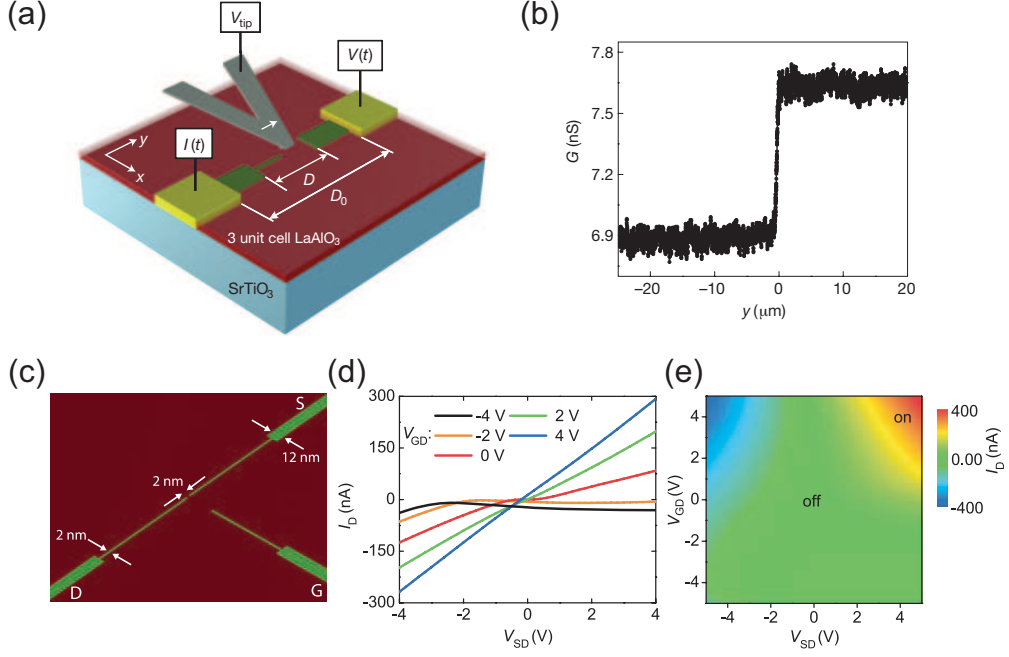 (a)
V_tip
V(t)
I(t)
y
x
D
D₀
3 unit cell LaAlO₃
SrTiO₃
(b)
7.8
7.5
7.2
6.9
G (nS)
−20
−10
0
10
20
y (μm)
(c)
S
12 nm
2 nm
2 nm
D
G
(d)
300
150
0
-150
-300
I_D (nA)
V_GD:
-4 V
2 V
-2 V
4 V
0 V
-4
-2
0
2
4
V_SD (V)
(e)
4
2
0
-2
-4
V_GD (V)
on
off
-4
-2
0
2
4
V_SD (V)
400
0.00
-400
I_D (nA)